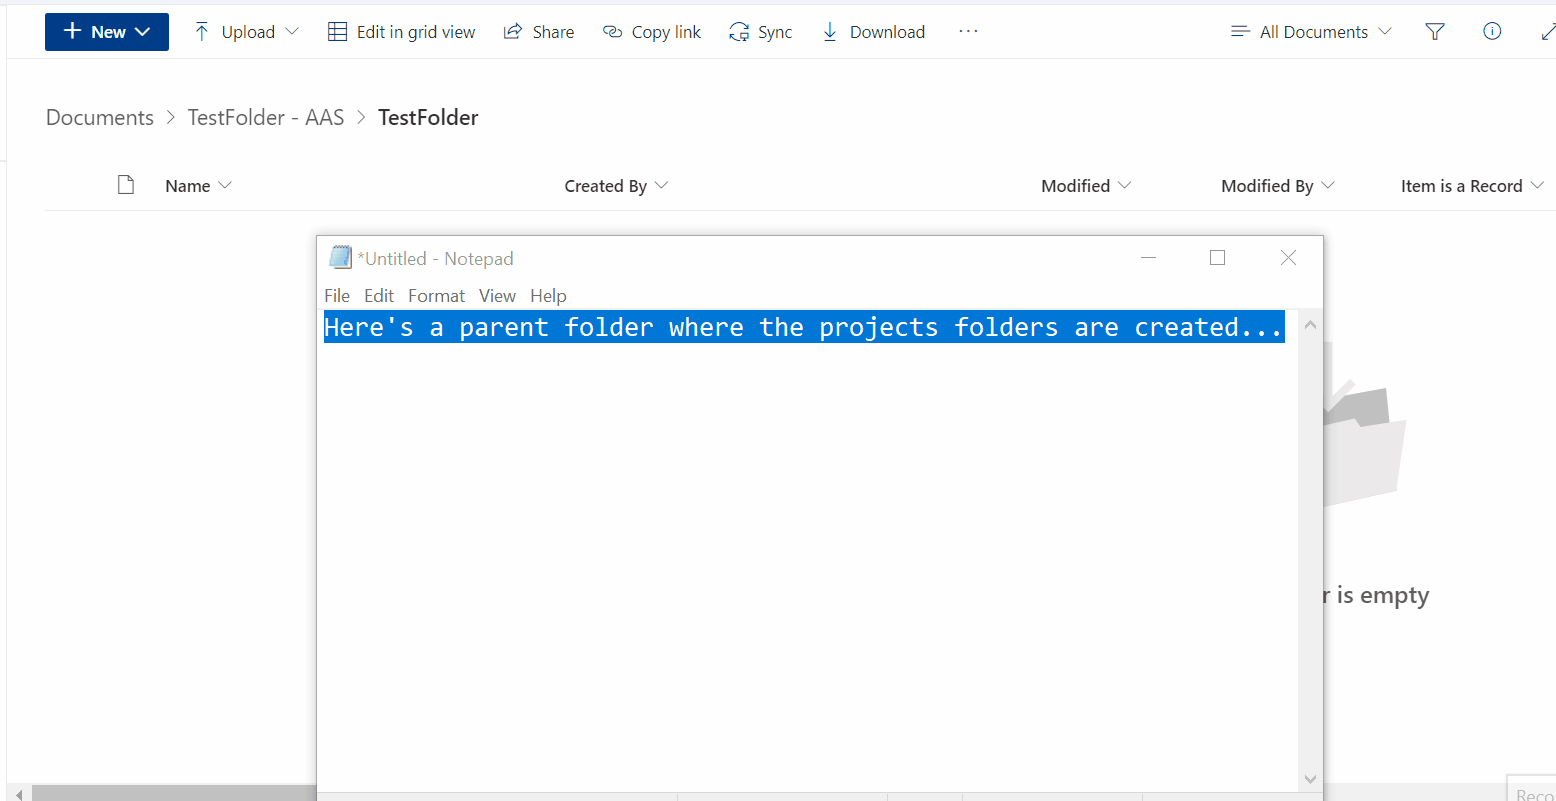 New Upload Edit in grid view Share Copy link Sync Download ... All Documents
Documents > TestFolder - AAS > TestFolder
Name Created By Modified Modified By Item is a Record
*Untitled - Notepad
File Edit Format View Help
Here's a parent folder where the projects folders are created...
r is empty
Reco